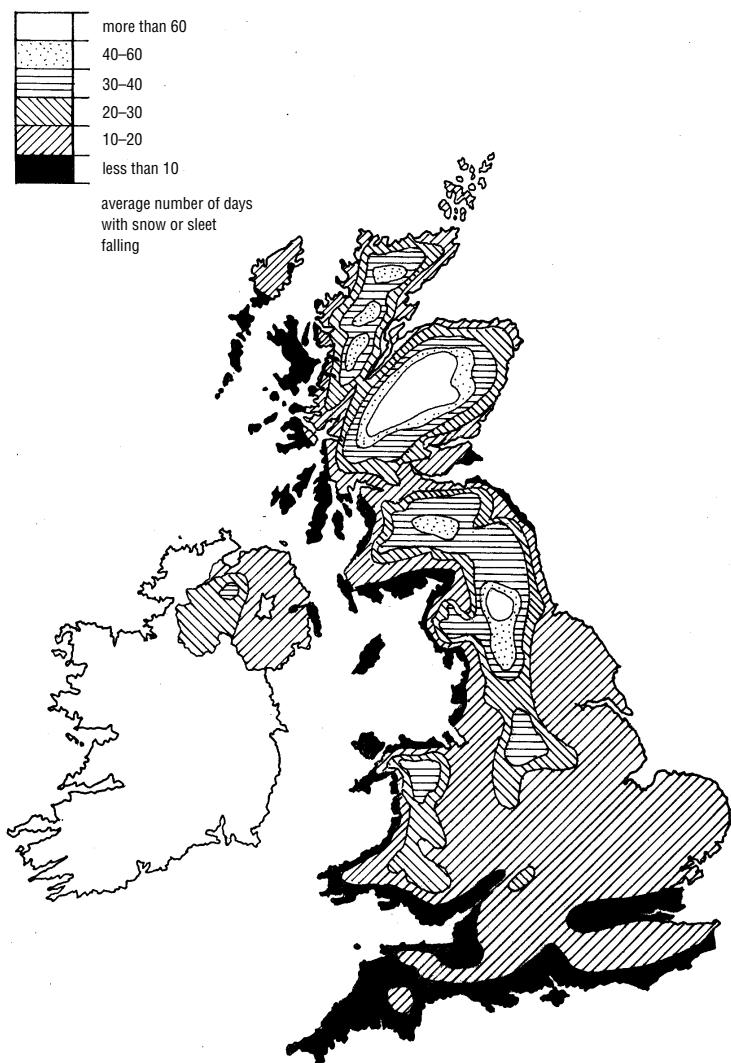 more than 60
40–60
30–40
20–30
10–20
less than 10
average number of days
with snow or sleet
falling